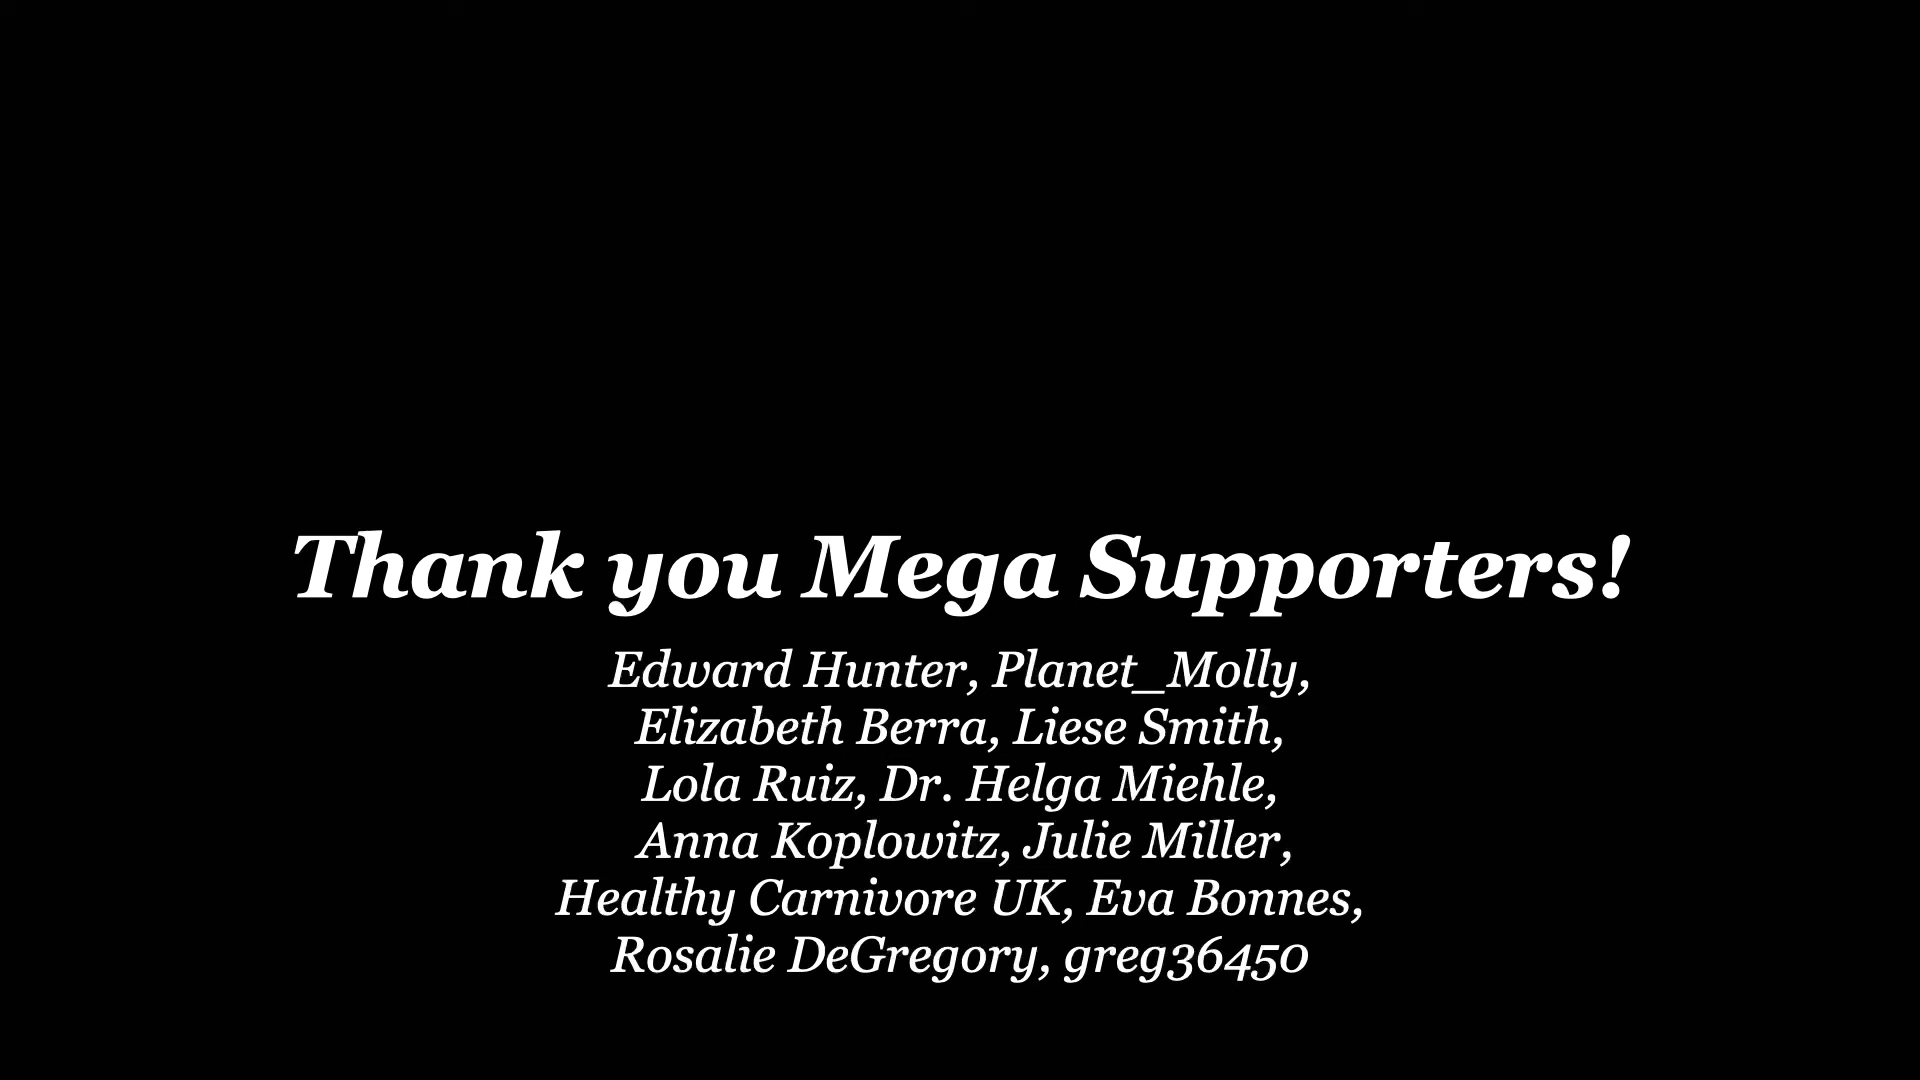 Thank you Mega Supporters!
Edward Hunter, Planet_Molly,
Elizabeth Berra, Liese Smith,
Lola Ruiz, Dr. Helga Miehle,
Anna Koplowitz, Julie Miller,
Healthy Carnivore UK, Eva Bonnes,
Rosalie DeGregory, greg36450